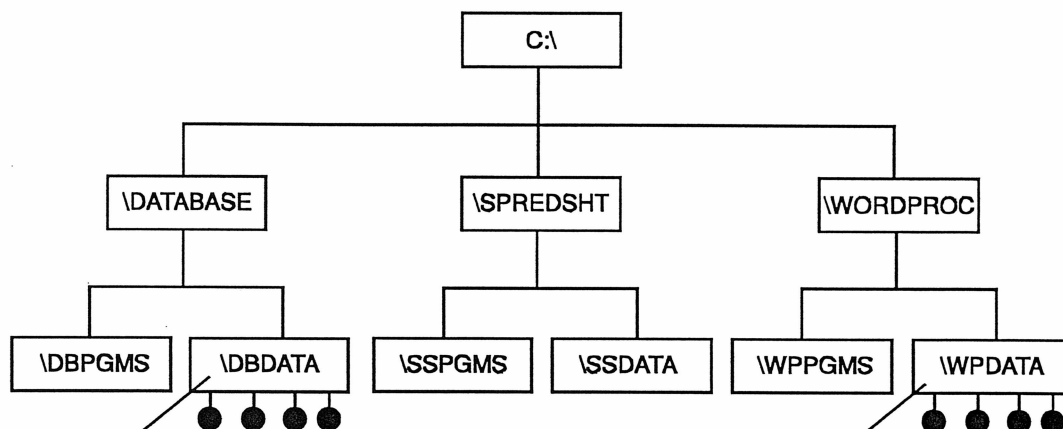 C:\
\DATABASE
\SPREDSHT
\WORDPROC
\DBPGMS
\DBDATA
\SSPGMS
\SSDATA
\WPPGMS
\WPDATA